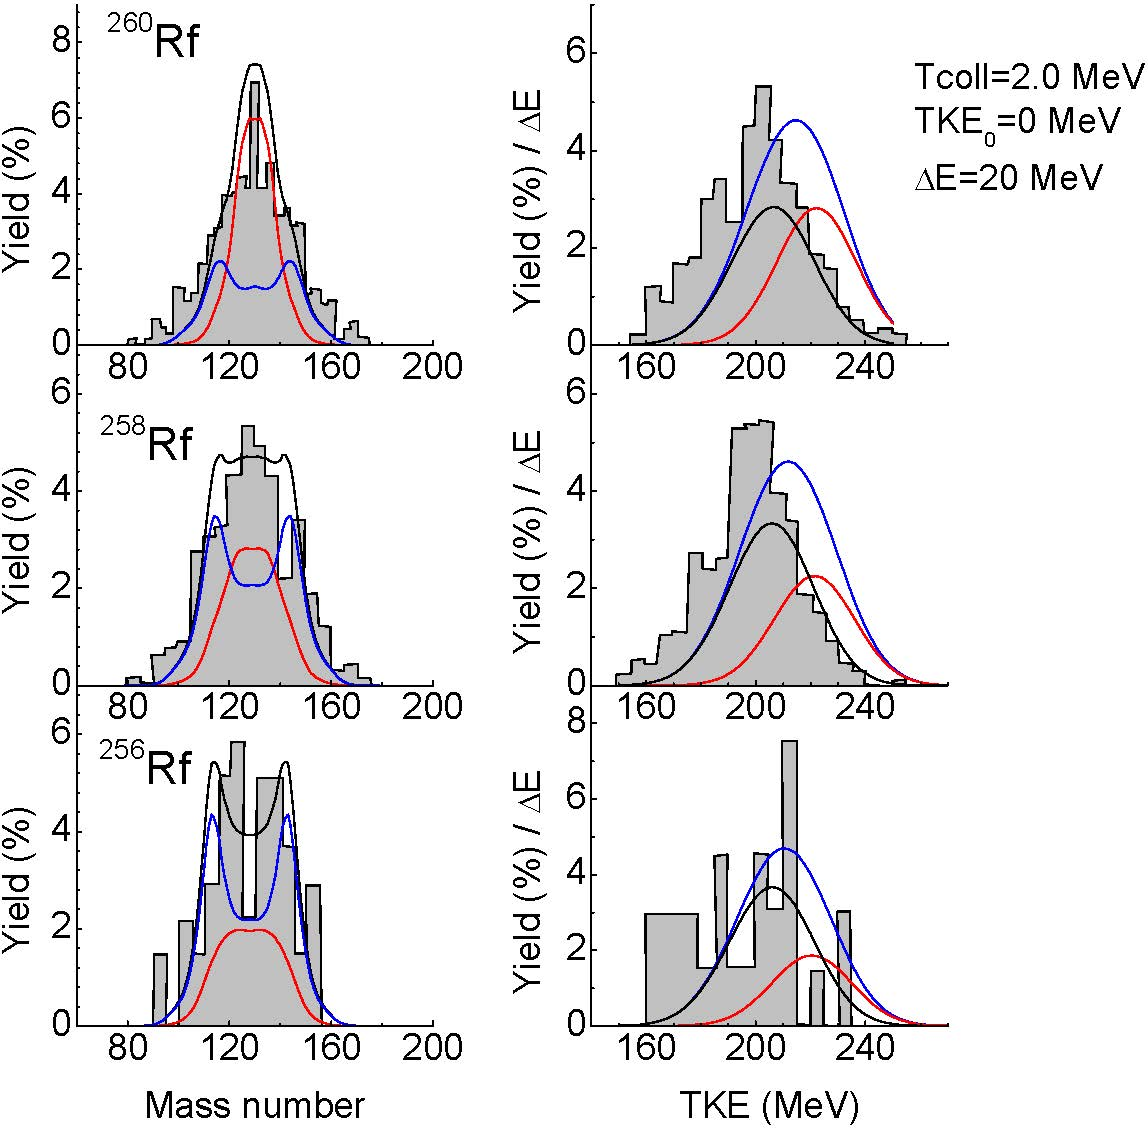 ²⁶⁰Rf
Yield (%)
8
6
4
2
0
80 120 160 200
Yield (%) / ΔE
6
4
2
0
160 200 240
Tcoll=2.0 MeV
TKE₀=0 MeV
ΔE=20 MeV
²⁵⁸Rf
Yield (%)
6
4
2
0
80 120 160 200
Yield (%) / ΔE
6
4
2
0
160 200 240
²⁵⁶Rf
Yield (%)
6
4
2
0
80 120 160 200
Mass number
Yield (%) / ΔE
8
6
4
2
0
160 200 240
TKE (MeV)